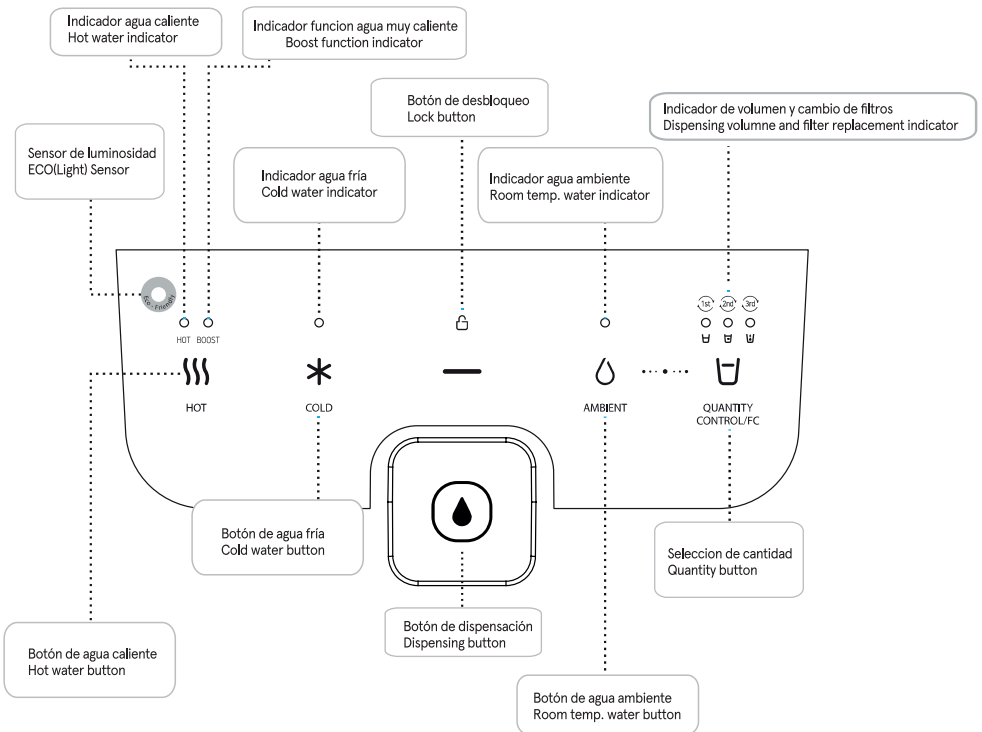 Indicador agua caliente
Hot water indicator
Indicador funcion agua muy caliente
Boost function indicator
Botón de desbloqueo
Lock button
Indicador de volumen y cambio de filtros
Dispensing volumne and filter replacement indicator
Sensor de luminosidad
ECO(Light) Sensor
Indicador agua fría
Cold water indicator
Indicador agua ambiente
Room temp. water indicator
Eco - Friendly
1st 2nd 3rd
HOT BOOST
HOT
COLD
AMBIENT
QUANTITY
CONTROL/FC
Botón de agua fría
Cold water button
Seleccion de cantidad
Quantity button
Botón de dispensación
Dispensing button
Botón de agua caliente
Hot water button
Botón de agua ambiente
Room temp. water button